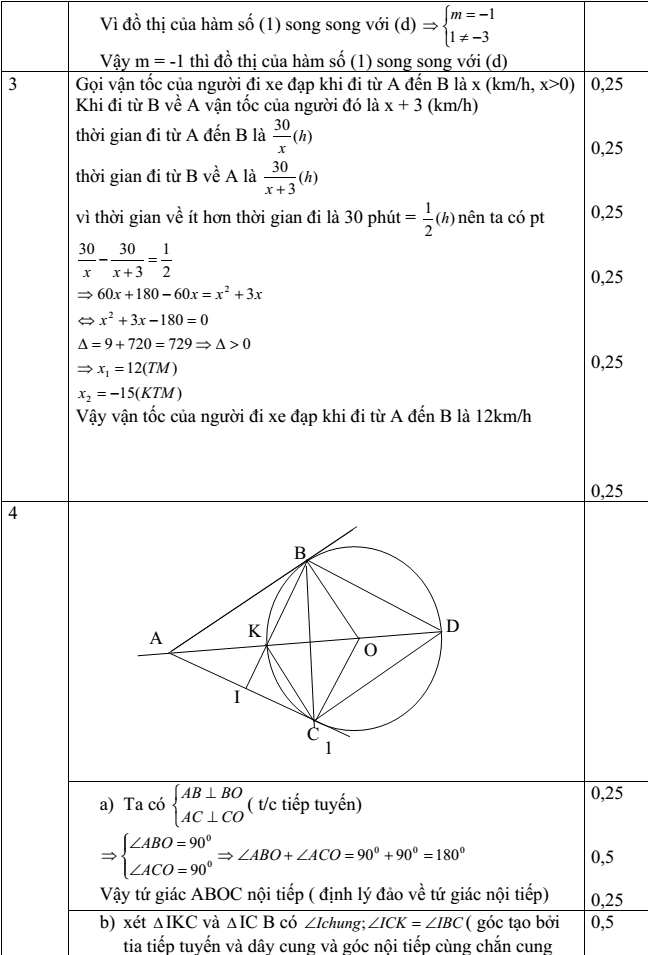 Vì đồ thị của hàm số (1) song song với (d) ⇒ {m = −1
1 ≠ −3
Vậy m = -1 thì đồ thị của hàm số (1) song song với (d)
3 Gọi vận tốc của người đi xe đạp khi đi từ A đến B là x (km/h, x>0) 0,25
Khi đi từ B về A vận tốc của người đó là x + 3 (km/h)
thời gian đi từ A đến B là 30/x (h) 0,25
thời gian đi từ B về A là 30/(x+3) (h)
vì thời gian về ít hơn thời gian đi là 30 phút = 1/2 (h) nên ta có pt 0,25
30/x − 30/(x+3) = 1/2 0,25
⇒ 60x + 180 − 60x = x² + 3x
⇔ x² + 3x − 180 = 0
Δ = 9 + 720 = 729 ⇒ Δ > 0
⇒ x₁ = 12(TM) 0,25
x₂ = −15(KTM)
Vậy vận tốc của người đi xe đạp khi đi từ A đến B là 12km/h
0,25
4
B
A K O D
I
C
1
a) Ta có {AB ⊥ BO ( t/c tiếp tuyến) 0,25
AC ⊥ CO
⇒ {∠ABO = 90⁰ ⇒ ∠ABO + ∠ACO = 90⁰ + 90⁰ = 180⁰ 0,5
∠ACO = 90⁰
Vậy tứ giác ABOC nội tiếp ( định lý đảo về tứ giác nội tiếp) 0,25
b) xét ΔIKC và ΔIC B có ∠Ichung; ∠ICK = ∠IBC ( góc tạo bởi 0,5
tia tiếp tuyến và dây cung và góc nội tiếp cùng chắn cung